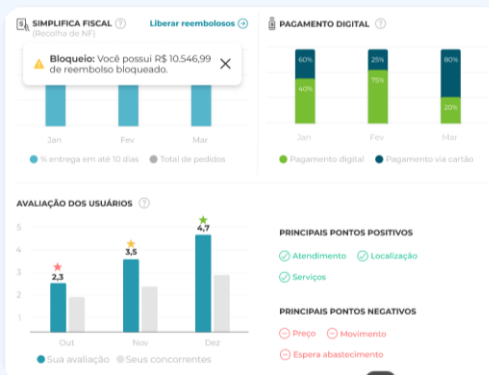 SIMPLIFICA FISCAL
(Recolha de NF)
Liberar reembolosos
Bloqueio: Você possui R$ 10.546,99
de reembolso bloqueado.
Jan Fev Mar
% entrega em até 10 dias Total de pedidos
PAGAMENTO DIGITAL
60% 25% 80%
40% 75% 20%
Jan Fev Mar
Pagamento digital Pagamento via cartão
AVALIAÇÃO DOS USUÁRIOS
5
4
3
2
1
2,3 3,5 4,7
Out Nov Dez
Sua avaliação Seus concorrentes
PRINCIPAIS PONTOS POSITIVOS
Atendimento Localização
Serviços
PRINCIPAIS PONTOS NEGATIVOS
Preço Movimento
Espera abastecimento